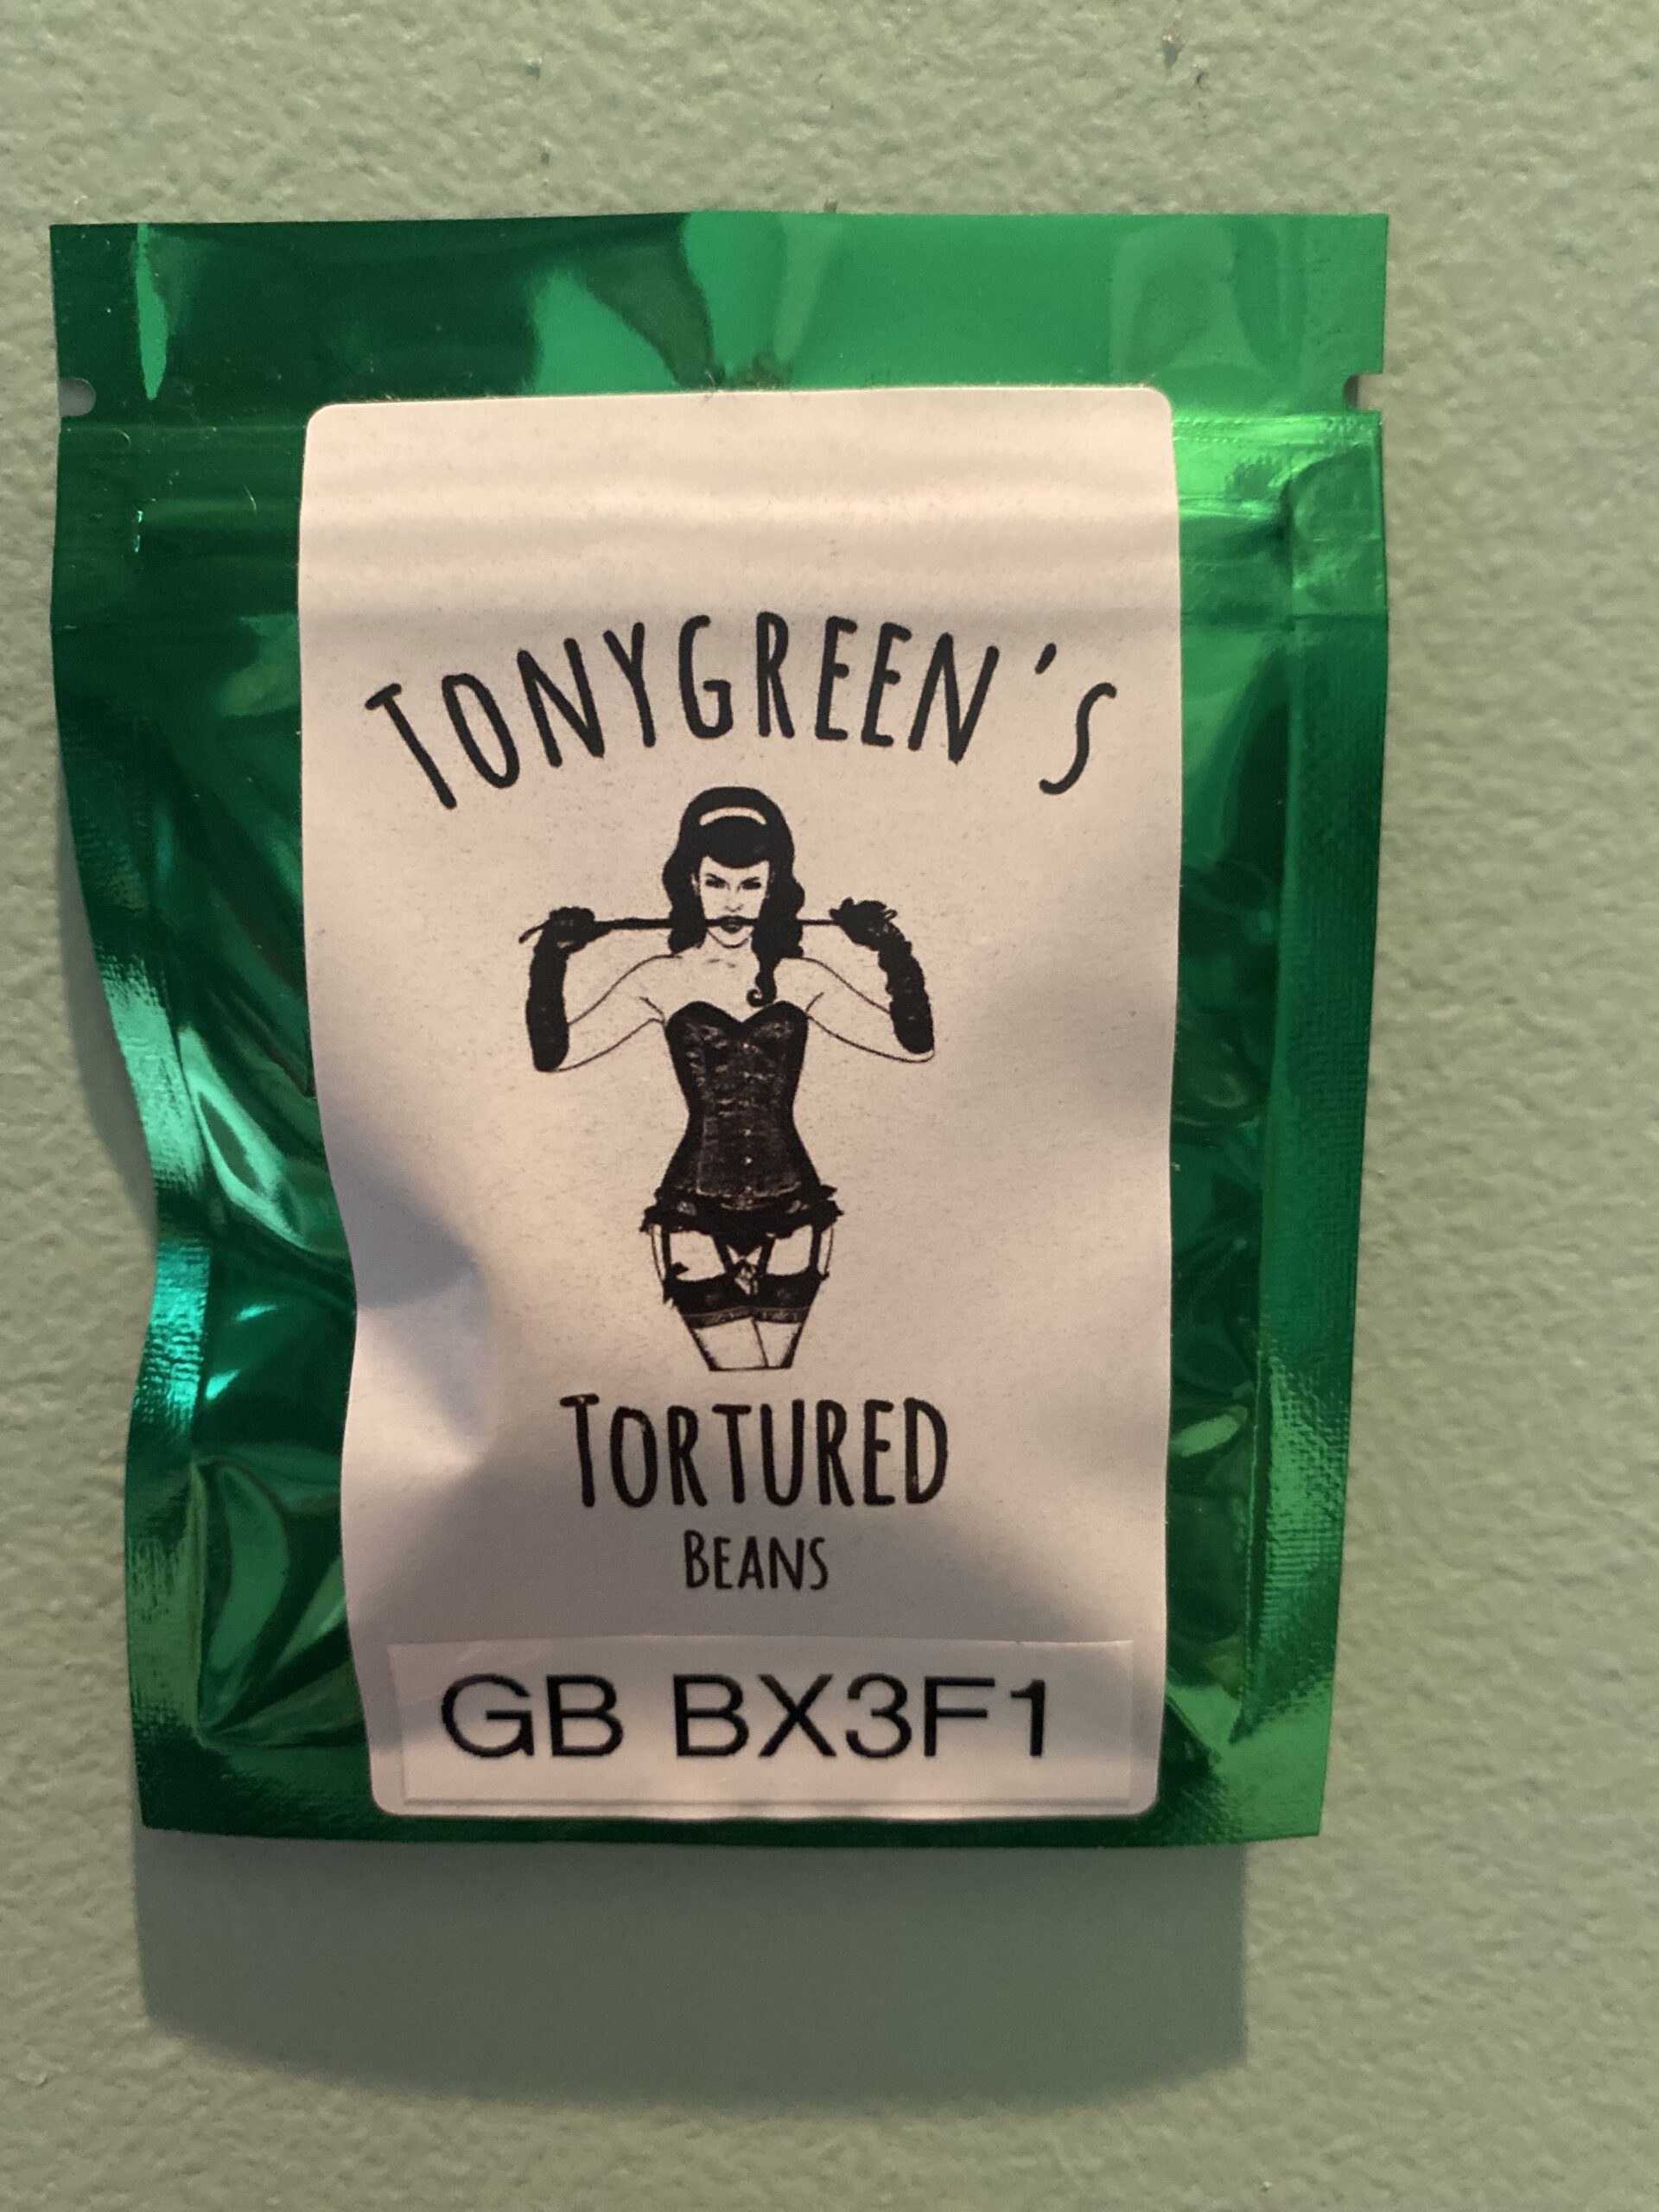 TONYGREEN'S
TORTURED
BEANS
GB BX3F1